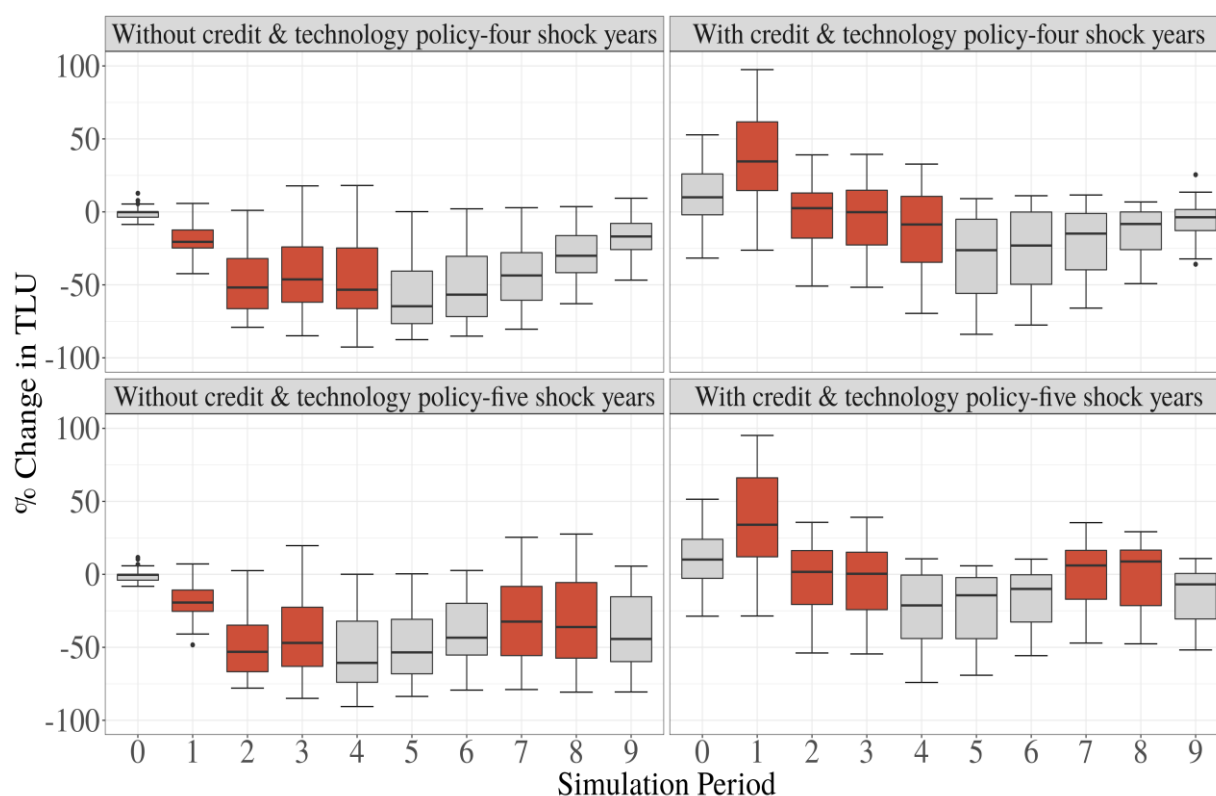 Without credit & technology policy-four shock years
With credit & technology policy-four shock years
100
50
0
-50
-100
Without credit & technology policy-five shock years
With credit & technology policy-five shock years
100
50
0
-50
-100
% Change in TLU
0 1 2 3 4 5 6 7 8 9
0 1 2 3 4 5 6 7 8 9
Simulation Period